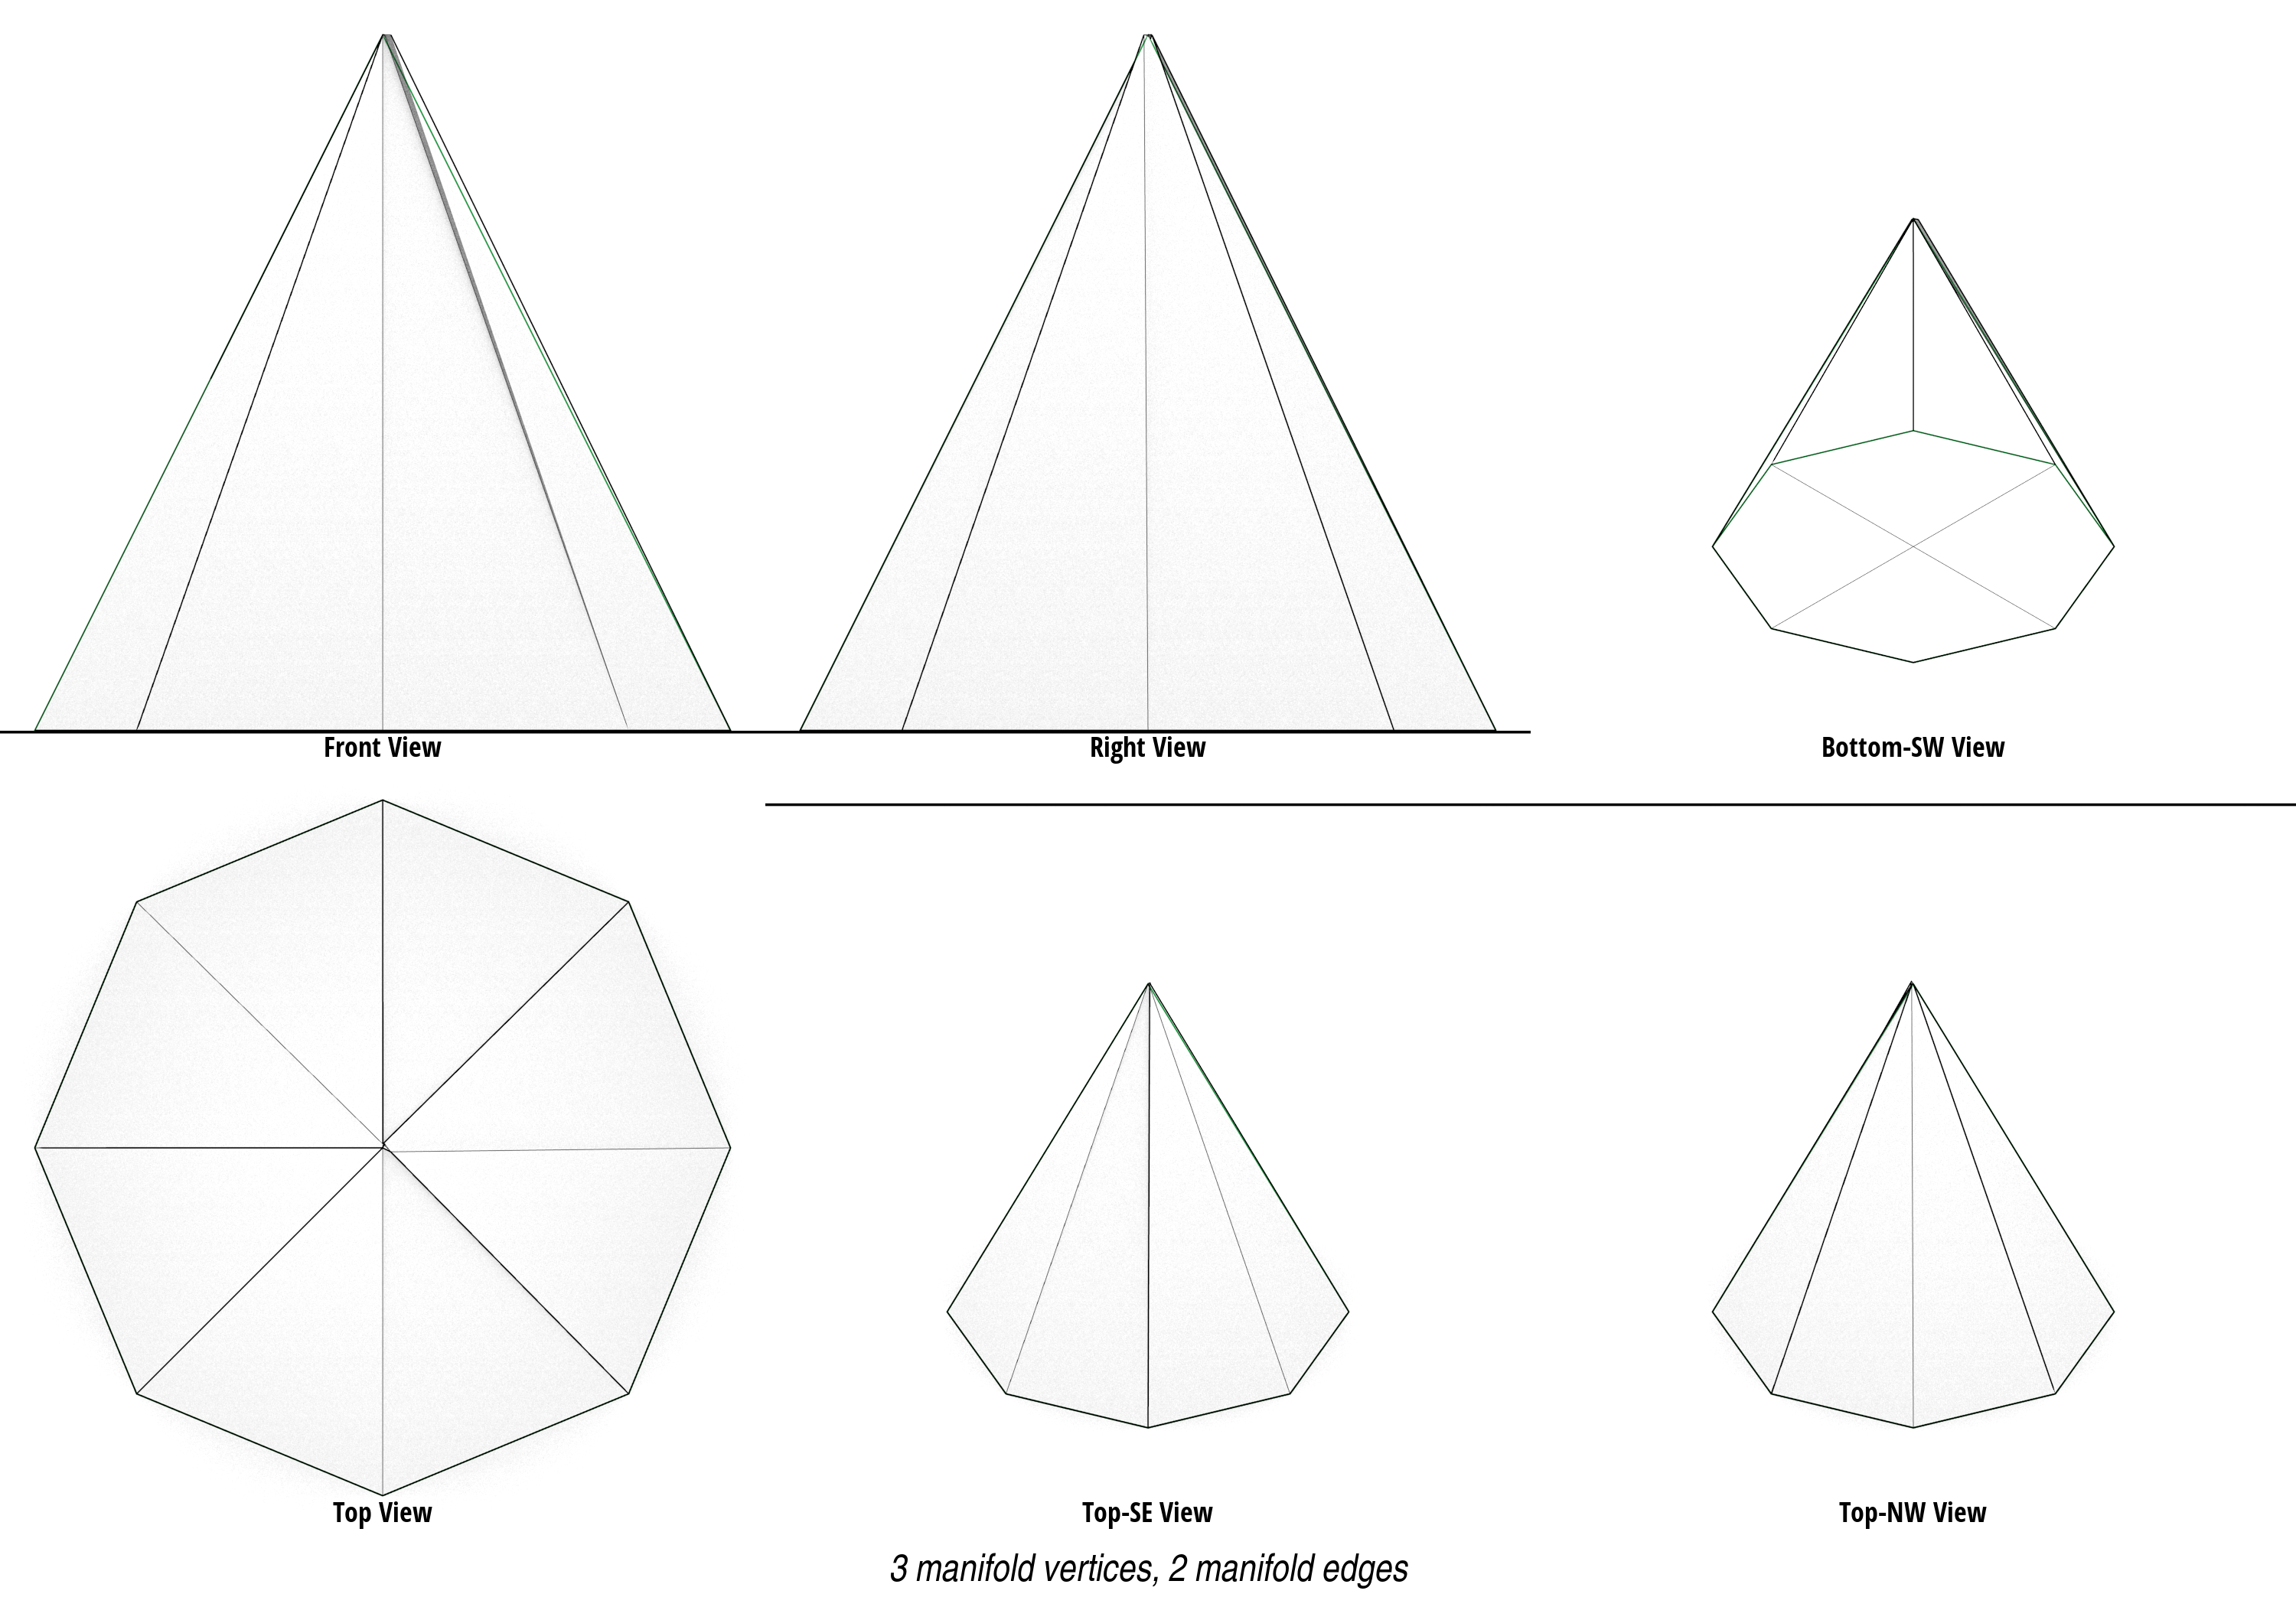 Front View
Right View
Bottom-SW View
Top View
Top-SE View
Top-NW View
3 manifold vertices, 2 manifold edges